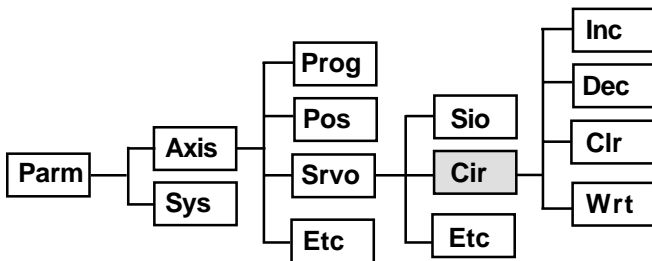 Parm
Axis
Sys
Prog
Pos
Srvo
Etc
Sio
Cir
Etc
Inc
Dec
Clr
Wrt